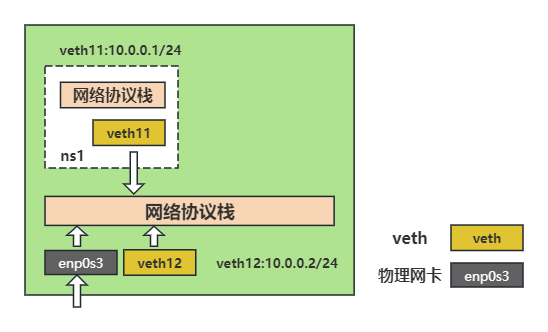 veth11:10.0.0.1/24
网络协议栈
veth11
ns1
网络协议栈
enp0s3
veth12
veth12:10.0.0.2/24
veth
veth
物理网卡
enp0s3